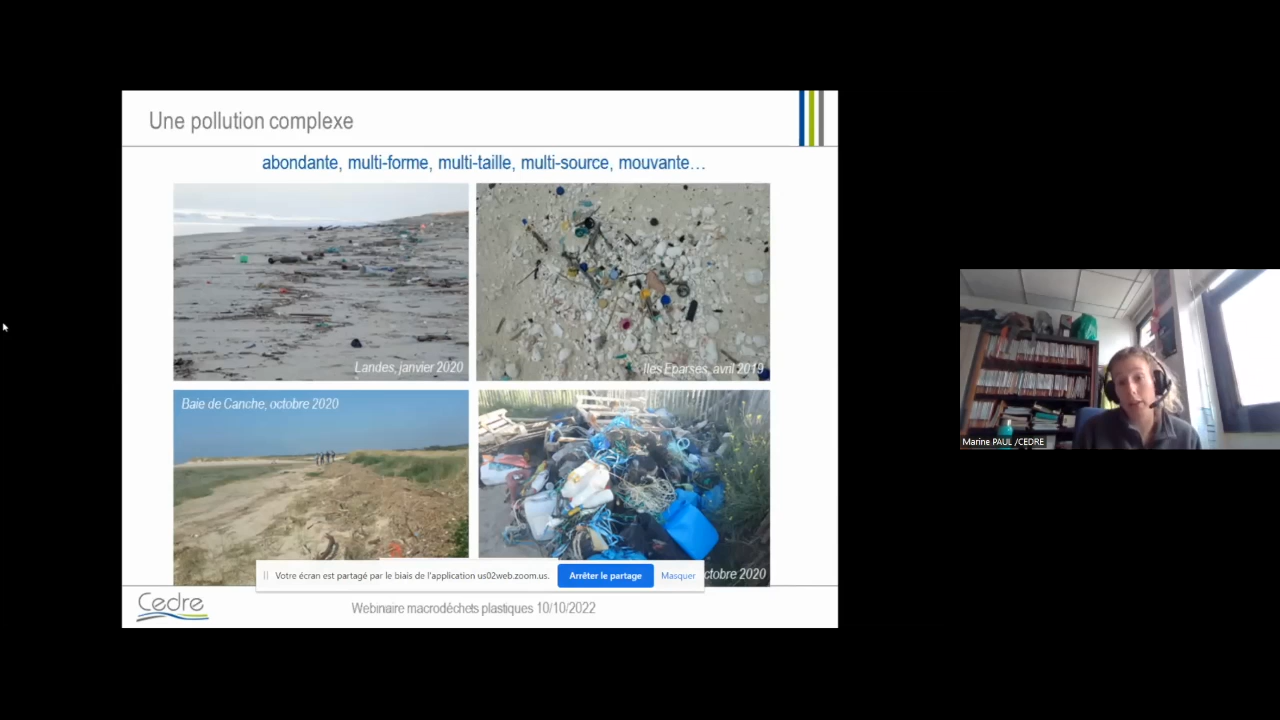 Une pollution complexe
abondante, multi-forme, multi-taille, multi-source, mouvante…
Landes, janvier 2020
Iles Eparses, avril 2019
Baie de Canche, octobre 2020
ctobre 2020
Votre écran est partagé par le biais de l'application us02web.zoom.us.
Arrêter le partage
Masquer
Cedre
Webinaire macrodéchets plastiques 10/10/2022
Marine PAUL /CEDRE